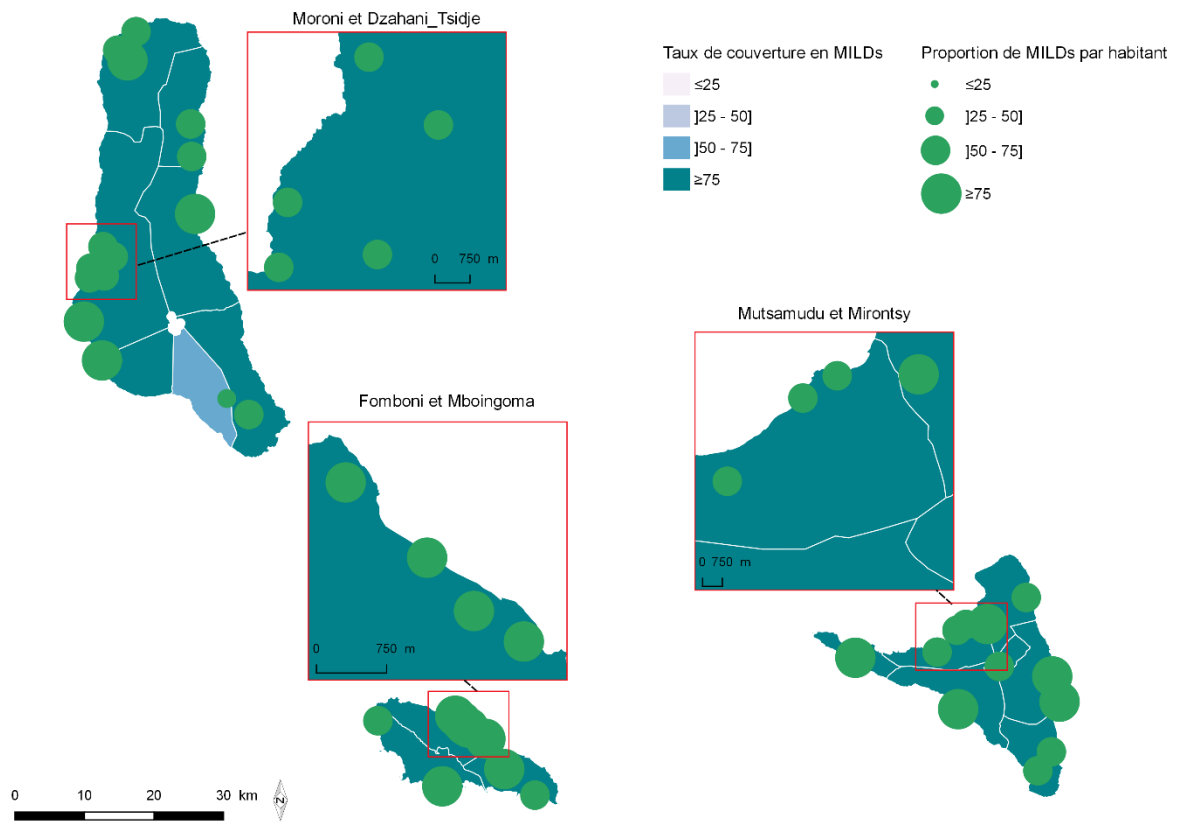 Moroni et Dzahani_Tsidje
0 750 m
Taux de couverture en MILDs
≤25
]25 - 50]
]50 - 75]
≥75
Proportion de MILDs par habitant
≤25
]25 - 50]
]50 - 75]
≥75
Mutsamudu et Mirontsy
0 750 m
Fomboni et Mboingoma
0 750 m
0 10 20 30 km
N